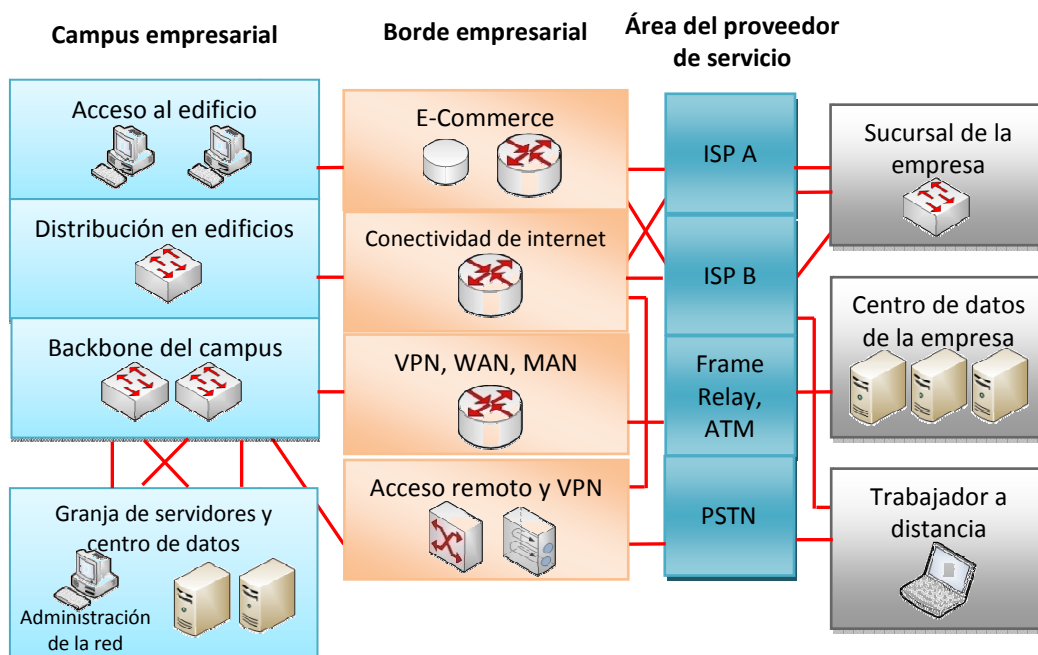 Campus empresarial
Borde empresarial
Área del proveedor
de servicio
Acceso al edificio
Distribución en edificios
Backbone del campus
Granja de servidores y
centro de datos
Administración
de la red
E-Commerce
Conectividad de internet
VPN, WAN, MAN
Acceso remoto y VPN
ISP A
ISP B
Frame
Relay,
ATM
PSTN
Sucursal de la
empresa
Centro de datos
de la empresa
Trabajador a
distancia